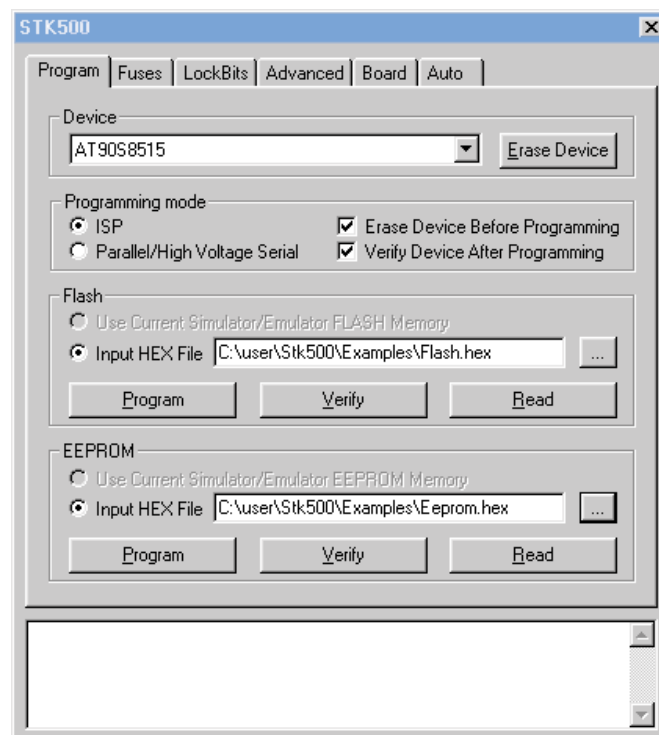 STK500
Program Fuses LockBits Advanced Board Auto
Device
AT90S8515 Erase Device
Programming mode
ISP Erase Device Before Programming
Parallel/High Voltage Serial Verify Device After Programming
Flash
Use Current Simulator/Emulator FLASH Memory
Input HEX File C:\user\Stk500\Examples\Flash.hex ...
Program Verify Read
EEPROM
Use Current Simulator/Emulator EEPROM Memory
Input HEX File C:\user\Stk500\Examples\Eeprom.hex ...
Program Verify Read